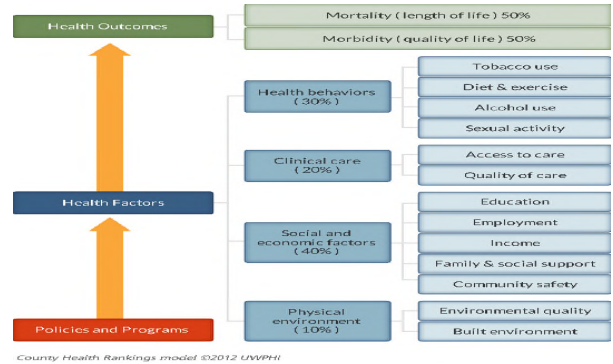 Health Outcomes
Mortality (length of life) 50%
Morbidity (quality of life) 50%
Health Factors
Health behaviors
(30%)
Tobacco use
Diet & exercise
Alcohol use
Sexual activity
Clinical care
(20%)
Access to care
Quality of care
Social and
economic factors
(40%)
Education
Employment
Income
Family & social support
Community safety
Policies and Programs
Physical
environment
(10%)
Environmental quality
Built environment
County Health Rankings model ©2012 UWPHI